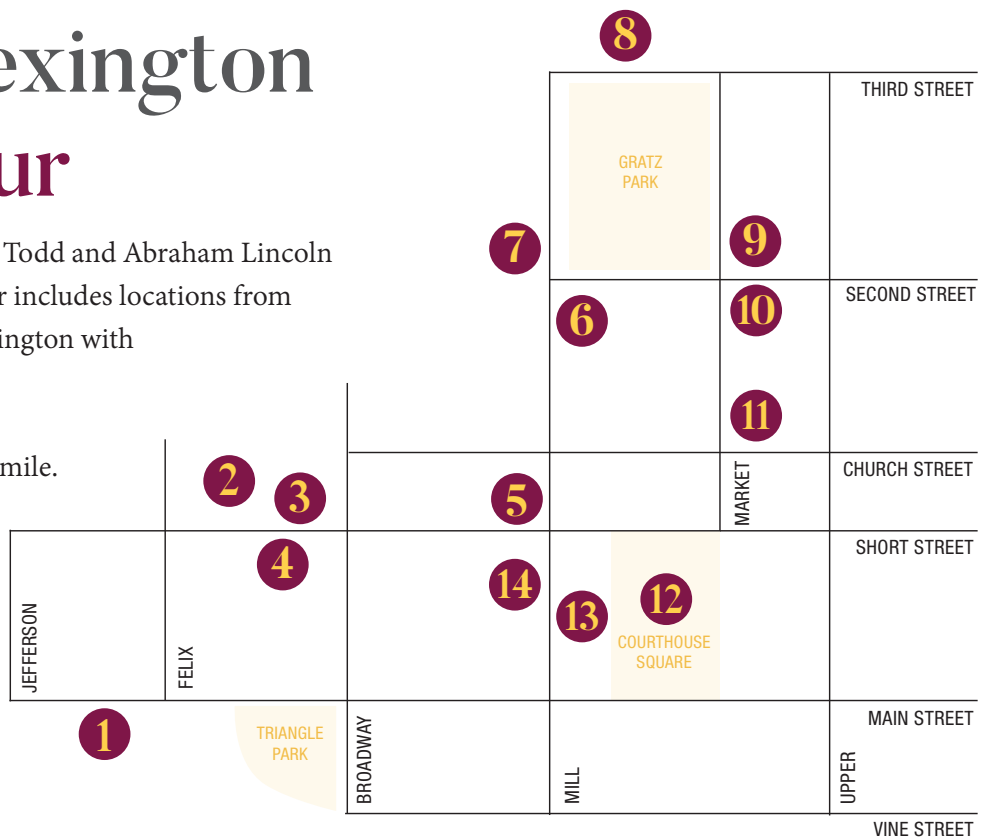 exington
ur
Todd and Abraham Lincoln
r includes locations from
ington with
mile.
8
THIRD STREET
GRATZ
PARK
7
9
SECOND STREET
6
10
11
2
3
5
MARKET
CHURCH STREET
SHORT STREET
4
14
13
12
COURTHOUSE
SQUARE
JEFFERSON
FELIX
1
TRIANGLE
PARK
BROADWAY
MILL
UPPER
MAIN STREET
VINE STREET